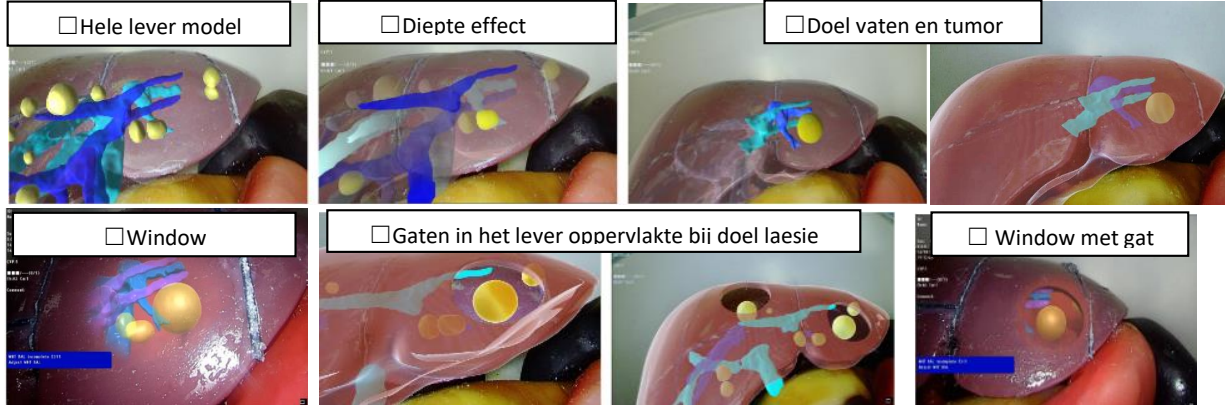 ☐Hele lever model
☐Diepte effect
☐Doel vaten en tumor
☐Window
☐Gaten in het lever oppervlakte bij doel laesie
☐ Window met gat